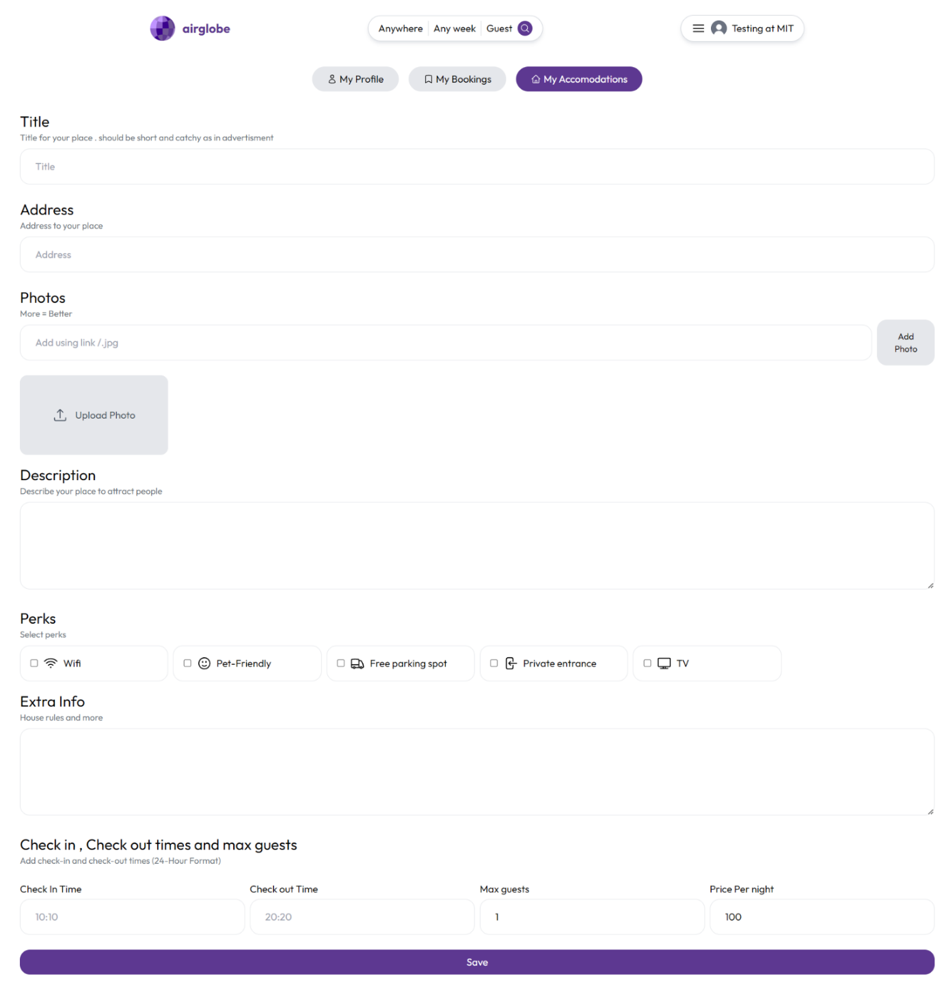 airglobe
Anywhere Any week Guest
Testing at MIT
My Profile
My Bookings
My Accomodations
Title
Title for your place . should be short and catchy as in advertisment
Title
Address
Address to your place
Address
Photos
More = Better
Add using link /.jpg
Add
Photo
Upload Photo
Description
Describe your place to attract people
Perks
Select perks
Wifi
Pet-Friendly
Free parking spot
Private entrance
TV
Extra Info
House rules and more
Check in , Check out times and max guests
Add check-in and check-out times (24-Hour Format)
Check In Time
10:10
Check out Time
20:20
Max guests
1
Price Per night
100
Save